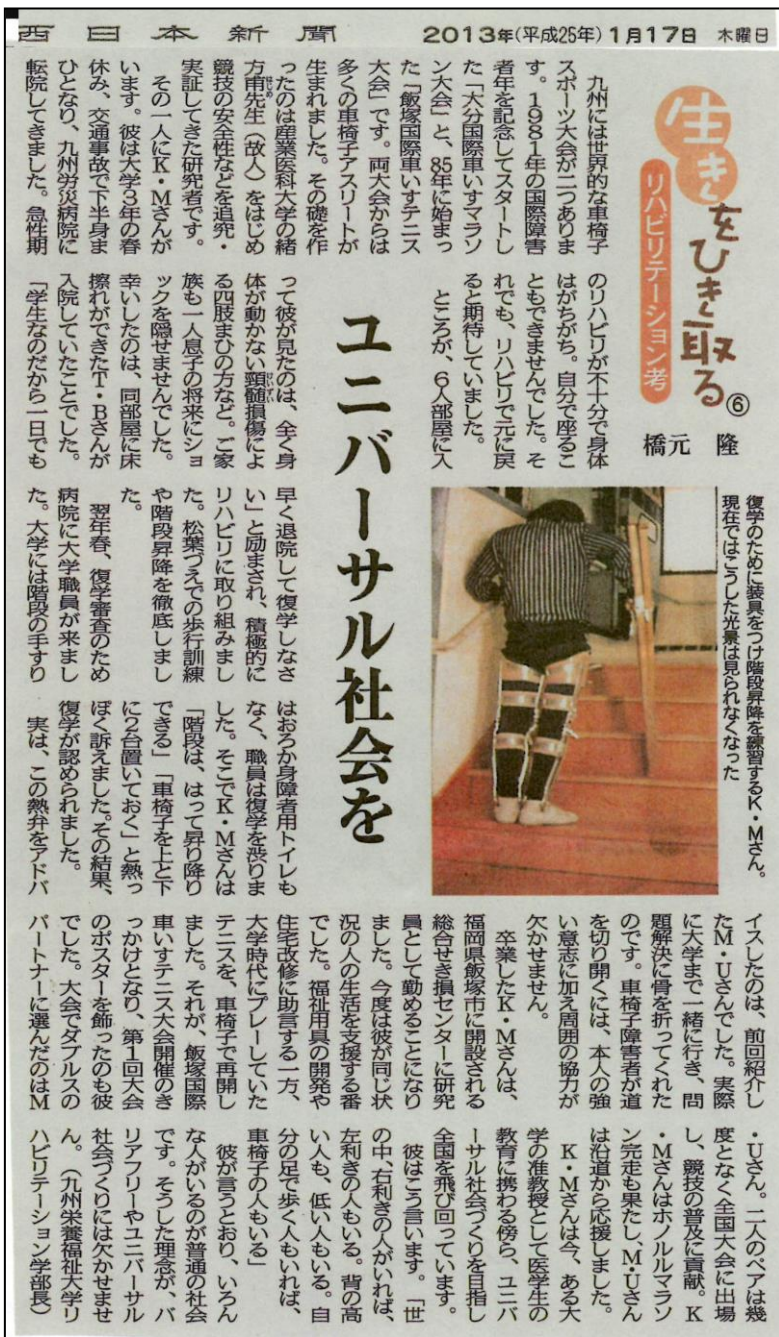 西日本新聞 2013年(平成25年)1月17日 木曜日
生きをひき取る⑥
リハビリテーション考
橋元 隆
ユニバーサル社会を
復学のために装具をつけ階段昇降を練習するK・Mさん。
現在ではこうした光景は見られなくなった
九州には世界的な車椅子
スポーツ大会が二つありま
す。1981年の国際障害
者年を記念してスタートし
た「大分国際車いすマラソ
ン大会」と、85年に始まっ
た「飯塚国際車いすテニス
大会」です。両大会からは
多くの車椅子アスリートが
生まれました。その礎を作
ったのは産業医科大学の緒
はじめ
方甫先生(故人)をはじめ
競技の安全性などを追究・
実証してきた研究者です。
その一人にK・Mさんが
います。彼は大学3年の春
休み、交通事故で下半身ま
ひとなり、九州労災病院に
転院してきました。急性期
のリハビリが不十分で身体
はがちがち。自分で座るこ
ともできませんでした。そ
れでも、リハビリで元に戻
ると期待していました。
ところが、6人部屋に入
って彼が見たのは、全く身
けいずい
体が動かない頸髄損傷によ
る四肢まひの方など。ご家
族も一人息子の将来にショ
ックを隠せませんでした。
幸いしたのは、同部屋に床
擦れができたT・Bさんが
入院していたことでした。
「学生なのだから一日でも
早く退院して復学しなさ
い」と励まされ、積極的に
リハビリに取り組みまし
た。松葉づえでの歩行訓練
や階段昇降を徹底しまし
た。
翌年春、復学審査のため
病院に大学職員が来まし
た。大学には階段の手すり
はおろか身障者用トイレも
なく、職員は復学を渋りま
した。そこでK・Mさんは
「階段は、はって昇り降り
できる」「車椅子を上と下
に2台置いておく」と熱っ
ぽく訴えました。その結果、
復学が認められました。
実は、この熱弁をアドバ
イスしたのは、前回紹介し
たM・Uさんでした。実際
に大学まで一緒に行き、問
題解決に骨を折ってくれた
のです。車椅子障害者が道
を切り開くには、本人の強
い意志に加え周囲の協力が
欠かせません。
卒業したK・Mさんは、
福岡県飯塚市に開設される
総合せき損センターに研究
員として勤めることになり
ました。今度は彼が同じ状
況の人の生活を支援する番
でした。福祉用具の開発や
住宅改修に助言する一方、
大学時代にプレーしていた
テニスを、車椅子で再開し
ました。それが、飯塚国際
車いすテニス大会開催のき
っかけとなり、第1回大会
のポスターを飾ったのも彼
でした。大会でダブルスの
パートナーに選んだのはM
・Uさん。二人のペアは幾
度となく全国大会に出場
し、競技の普及に貢献。K
・Mさんはホノルルマラソ
ン完走も果たし、M・Uさん
は沿道から応援しました。
K・Mさんは今、ある大
学の准教授として医学生の
教育に携わる傍ら、ユニバ
ーサル社会づくりを目指し
全国を飛び回っています。
彼はこう言います。「世
の中、右利きの人がいれば、
左利きの人もいる。背の高
い人も、低い人もいる。自
分の足で歩く人もいれば、
車椅子の人もいる」
彼が言うとおり、いろん
な人がいるのが普通の社会
です。そうした理念が、バ
リアフリーやユニバーサル
社会づくりには欠かせませ
ん。(九州栄養福祉大学リ
ハビリテーション学部長)